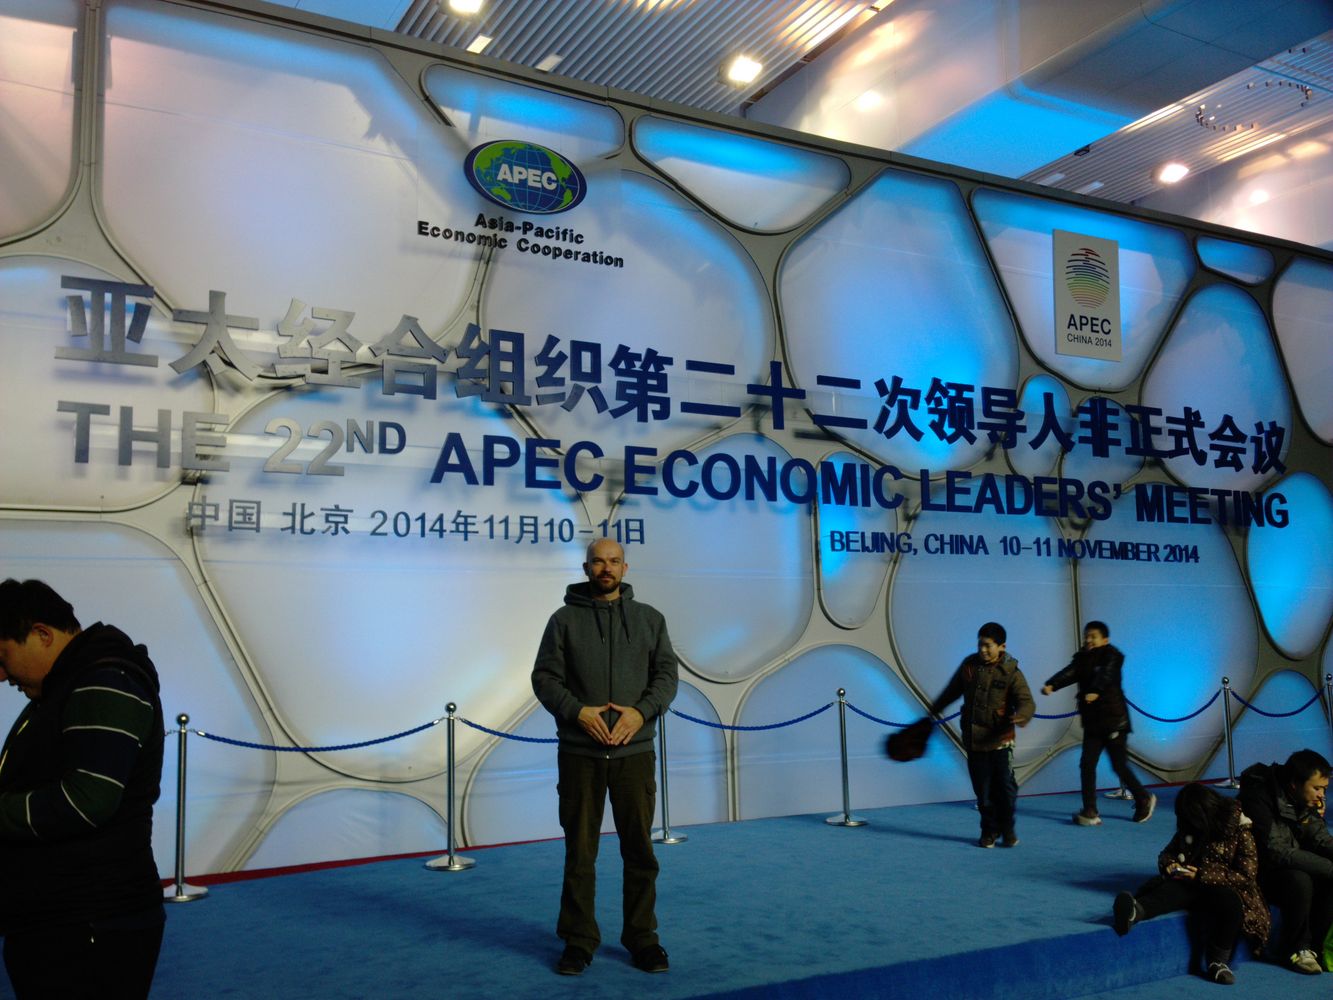 APEC
Asia-Pacific
Economic Cooperation
APEC
CHINA 2014
亚太经合组织第二十二次领导人非正式会议
THE 22ND APEC ECONOMIC LEADERS' MEETING
中国 北京 2014年11月10-11日
BEIJING, CHINA 10-11 NOVEMBER 2014